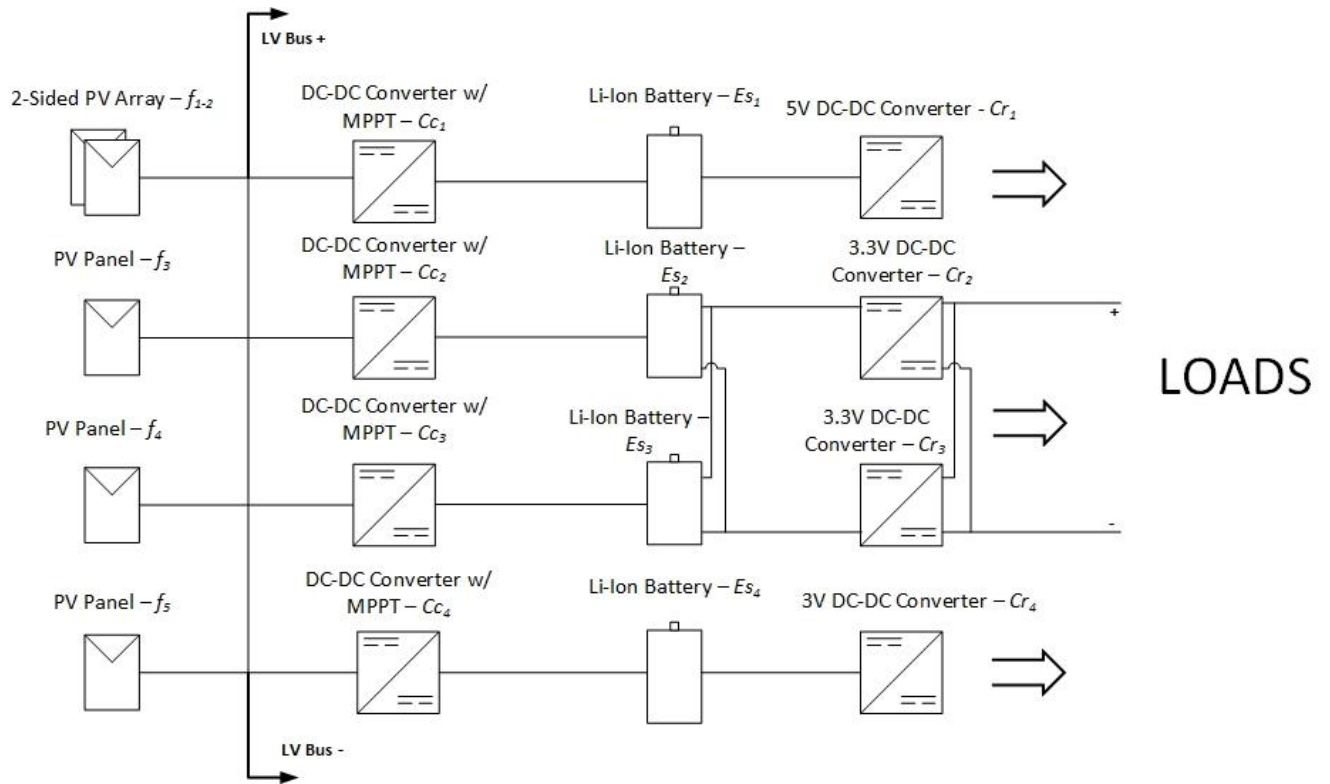 LV Bus +
2-Sided PV Array – f1-2
DC-DC Converter w/
MPPT – Cc1
Li-Ion Battery – Es1
5V DC-DC Converter - Cr1
PV Panel – f3
DC-DC Converter w/
MPPT – Cc2
Li-Ion Battery –
Es2
3.3V DC-DC
Converter – Cr2
+
LOADS
PV Panel – f4
DC-DC Converter w/
MPPT – Cc3
Li-Ion Battery –
Es3
3.3V DC-DC
Converter – Cr3
-
PV Panel – f5
DC-DC Converter w/
MPPT – Cc4
Li-Ion Battery – Es4
3V DC-DC Converter – Cr4
LV Bus -